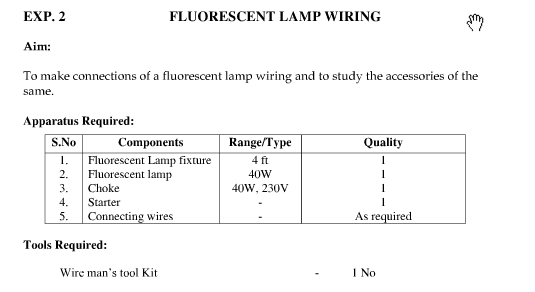 EXP. 2 FLUORESCENT LAMP WIRING
Aim:
To make connections of a fluorescent lamp wiring and to study the accessories of the
same.
Apparatus Required:
S.No Components Range/Type Quality
1. Fluorescent Lamp fixture 4 ft 1
2. Fluorescent lamp 40W 1
3. Choke 40W, 230V 1
4. Starter - 1
5. Connecting wires - As required
Tools Required:
Wire man's tool Kit - 1 No